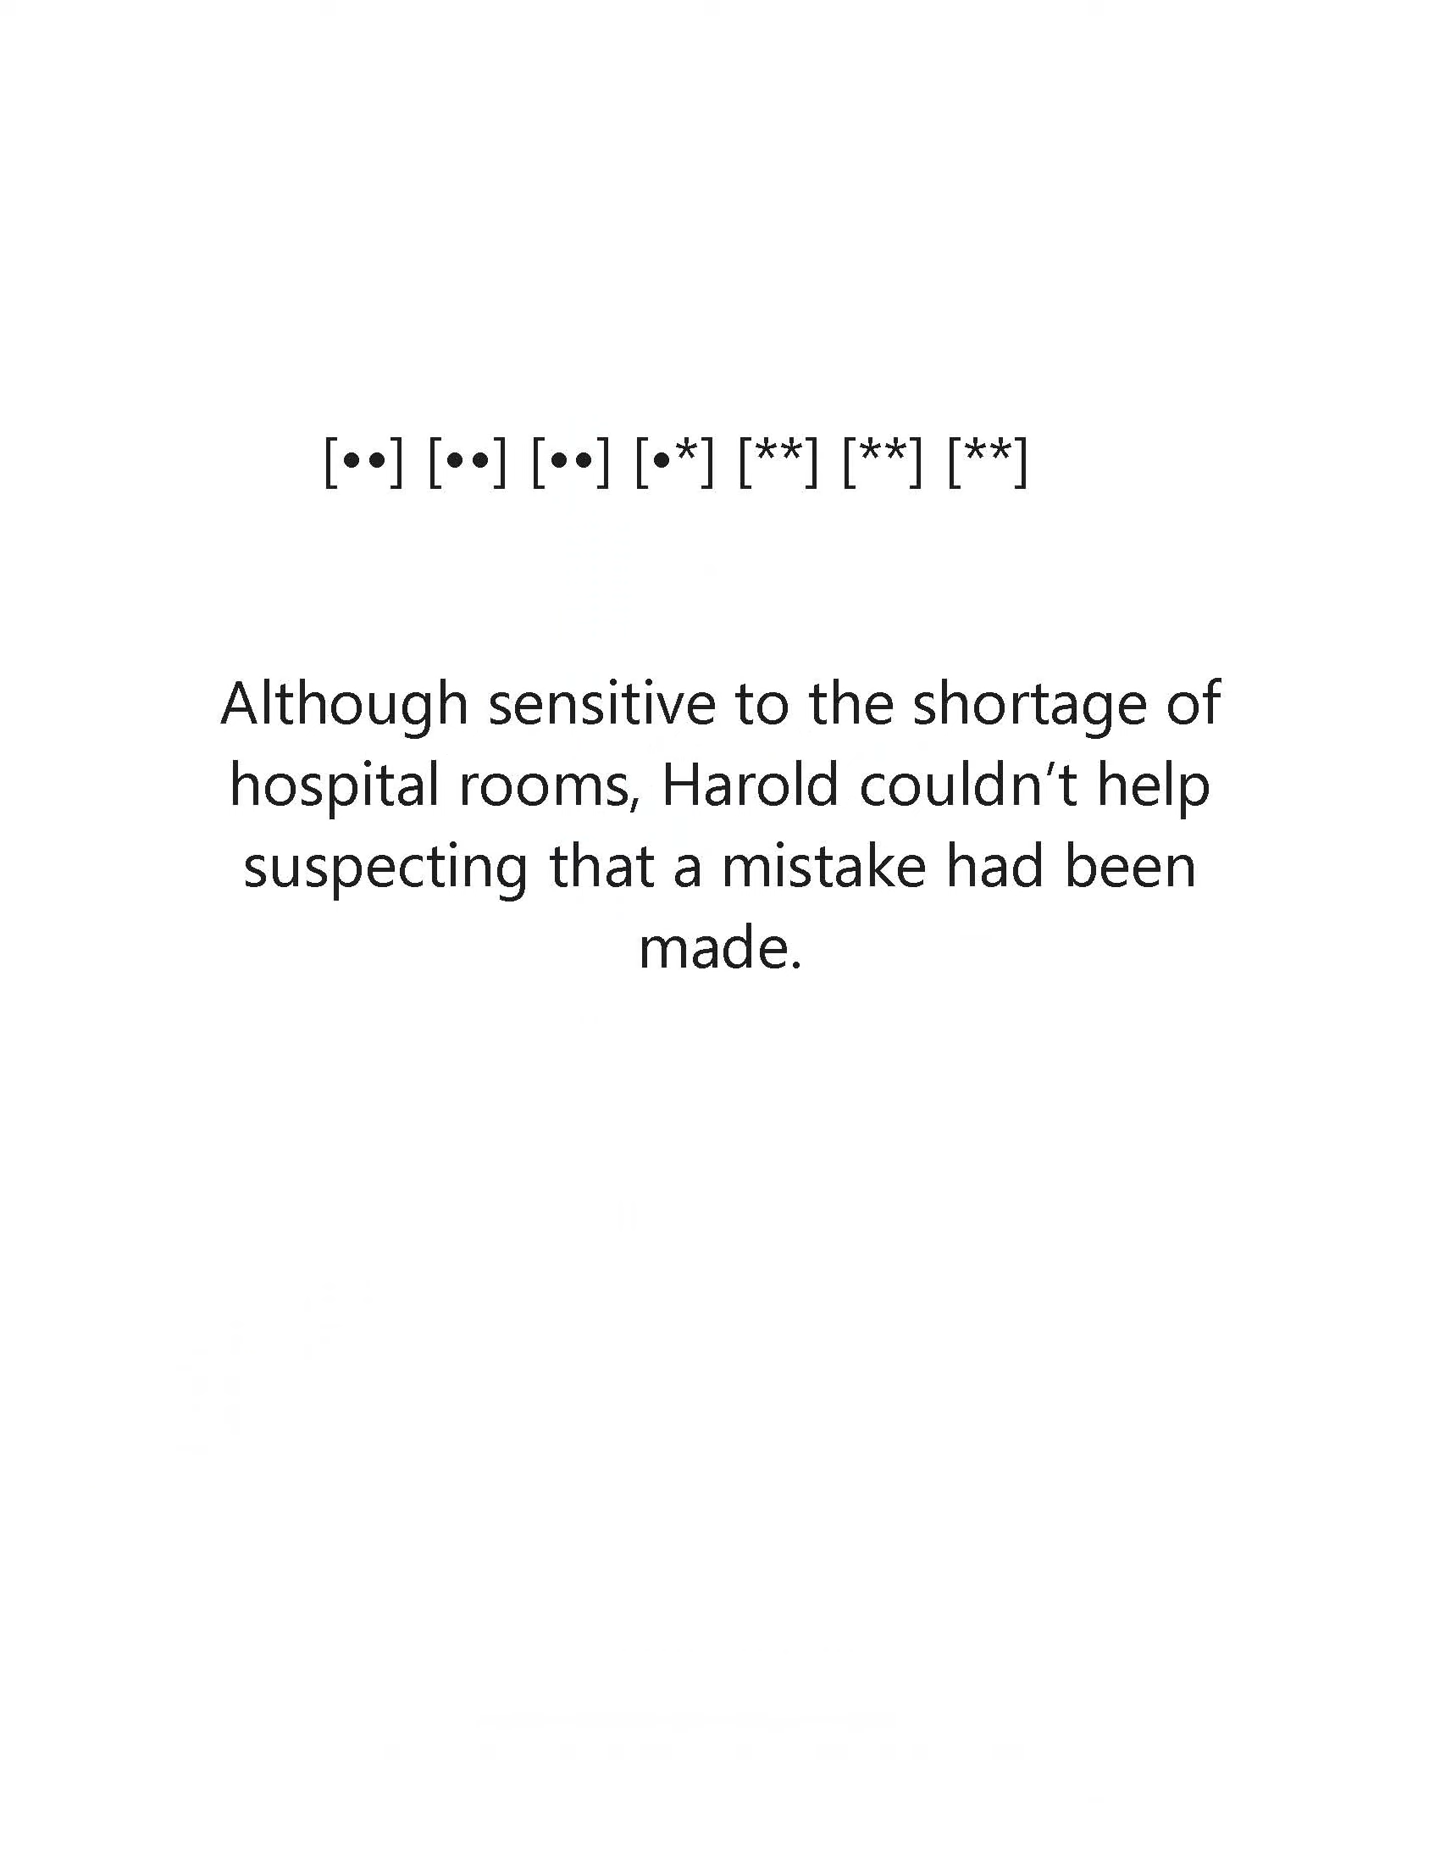 [••] [••] [••] [•*] [**] [**] [**]
Although sensitive to the shortage of
hospital rooms, Harold couldn’t help
suspecting that a mistake had been
made.